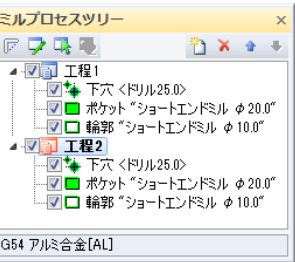 ミルプロセスツリー
工程1
下穴 <ドリル25.0>
ポケット "ショートエンドミル φ20.0"
輪郭 "ショートエンドミル φ10.0"
工程2
下穴 <ドリル25.0>
ポケット "ショートエンドミル φ20.0"
輪郭 "ショートエンドミル φ10.0"
G54 アルミ合金[AL]